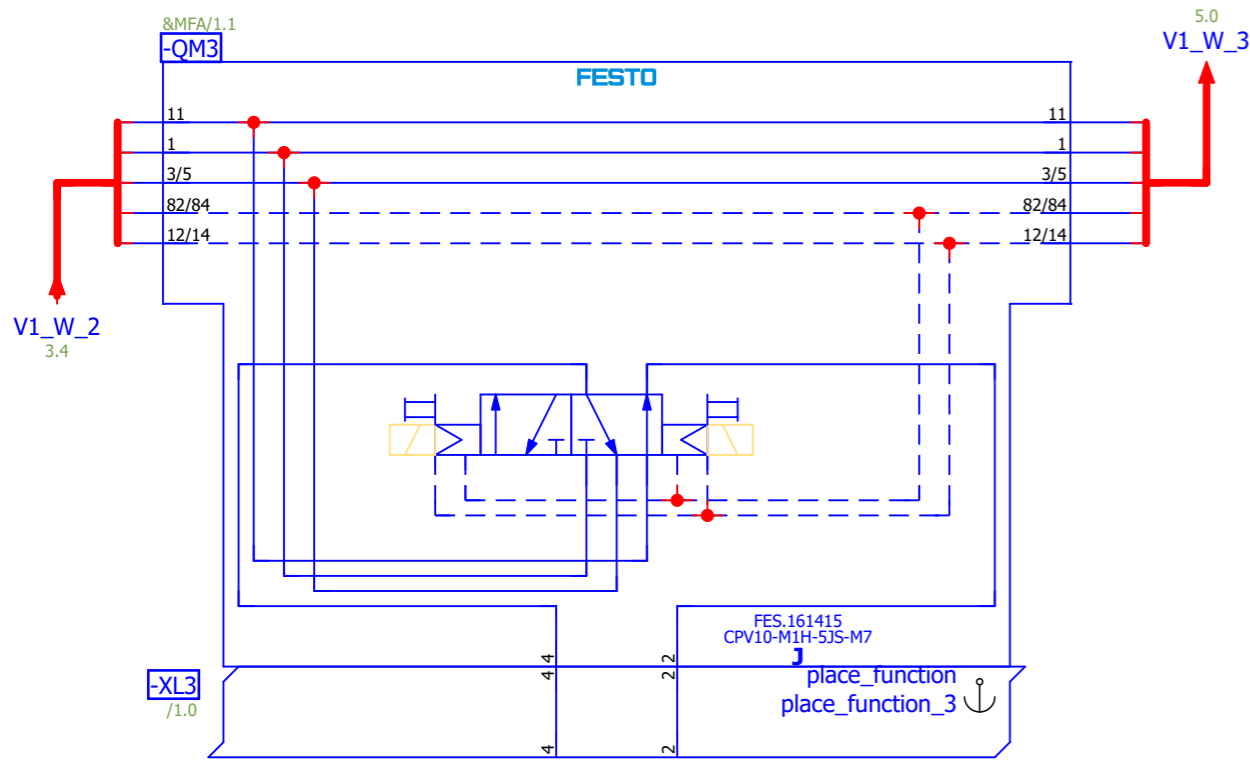 &MFA/1.1
-QM3
FESTO
5.0
V1_W_3
11
11
1
1
3/5
3/5
82/84
82/84
12/14
12/14
V1_W_2
3.4
FES.161415
CPV10-M1H-5JS-M7
J
4
2
4
2
place_function
place_function_3
-XL3
/1.0
4
2